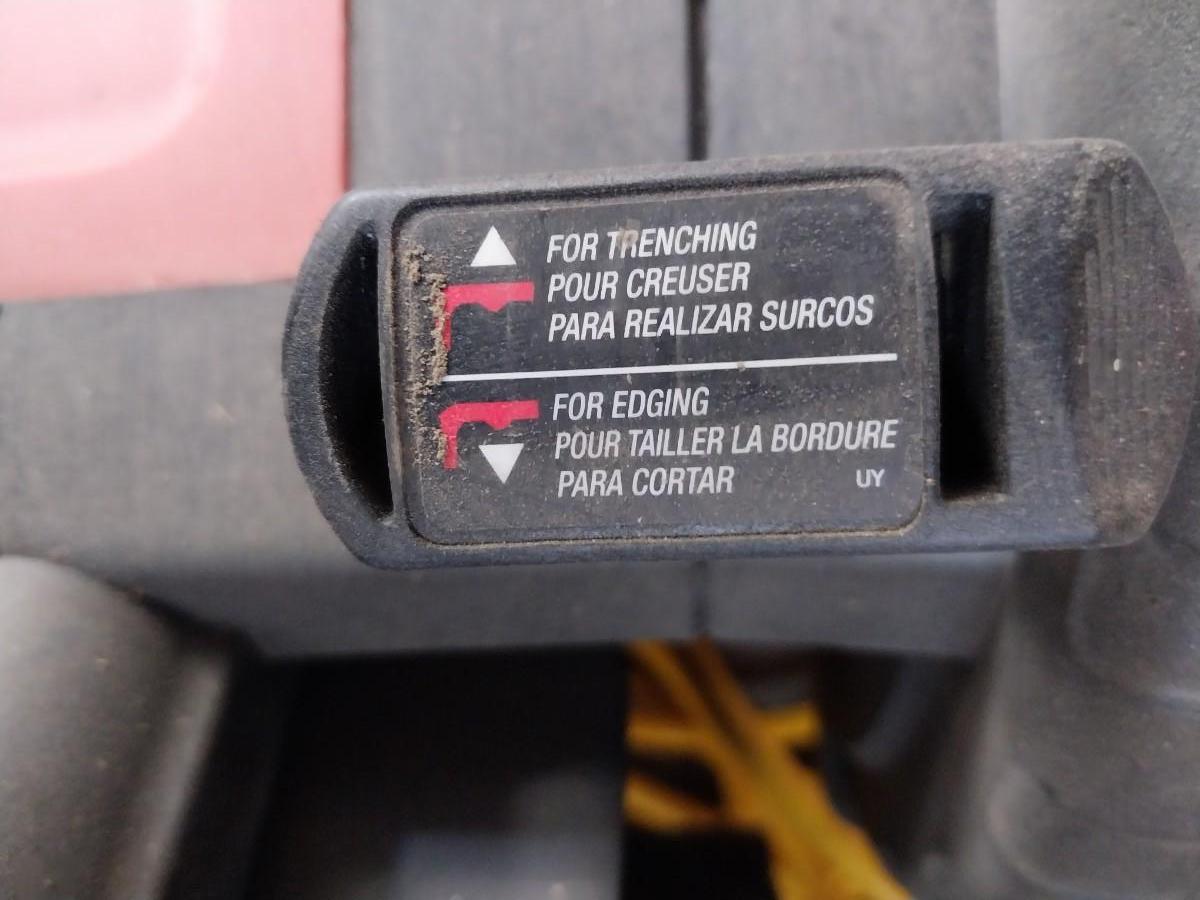 FOR TRENCHING
POUR CREUSER
PARA REALIZAR SURCOS
FOR EDGING
POUR TAILLER LA BORDURE
PARA CORTAR UY